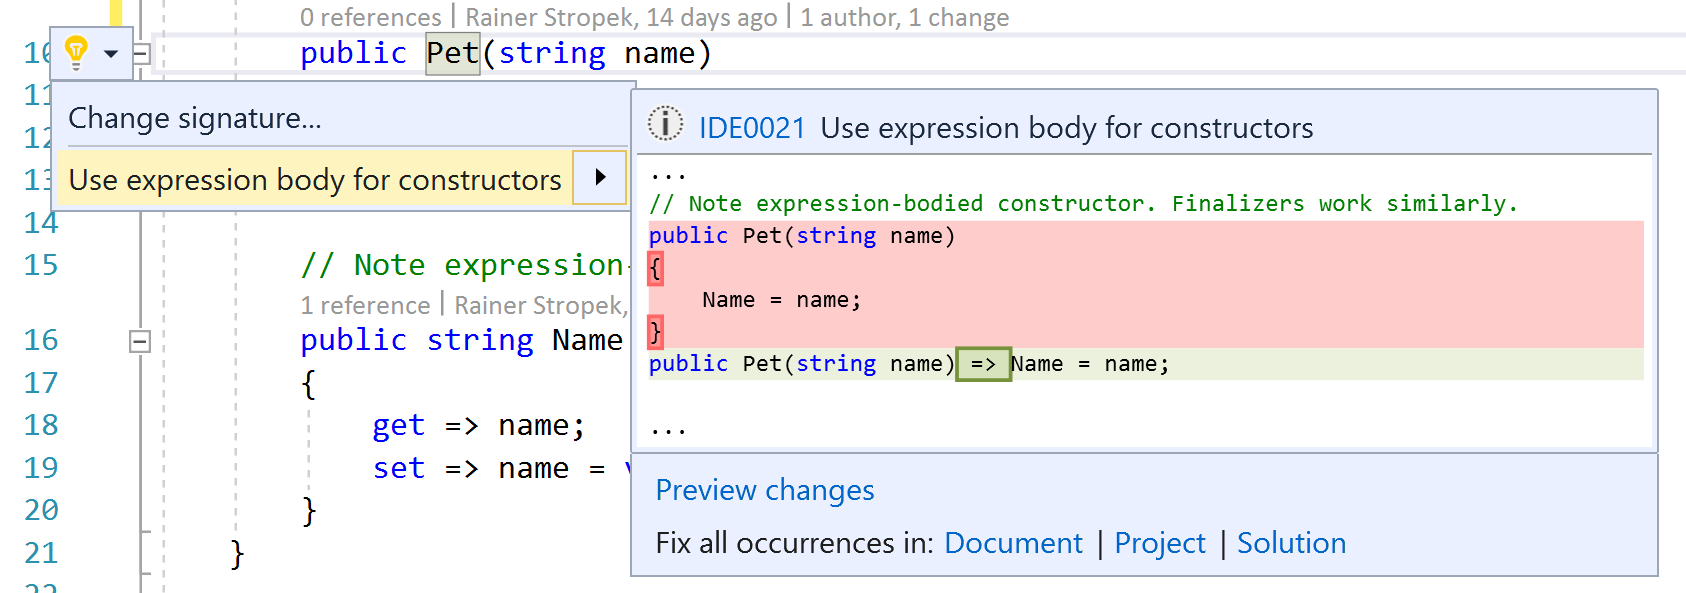 0 references | Rainer Stropek, 14 days ago | 1 author, 1 change
10 public Pet(string name)
11
12
13
14
15 // Note expression-
1 reference | Rainer Stropek,
16 public string Name
17 {
18 get => name;
19 set => name =
20 }
21 }
22
Change signature...
Use expression body for constructors
IDE0021 Use expression body for constructors
...
// Note expression-bodied constructor. Finalizers work similarly.
public Pet(string name)
{
Name = name;
}
public Pet(string name) => Name = name;
...
Preview changes
Fix all occurrences in: Document | Project | Solution